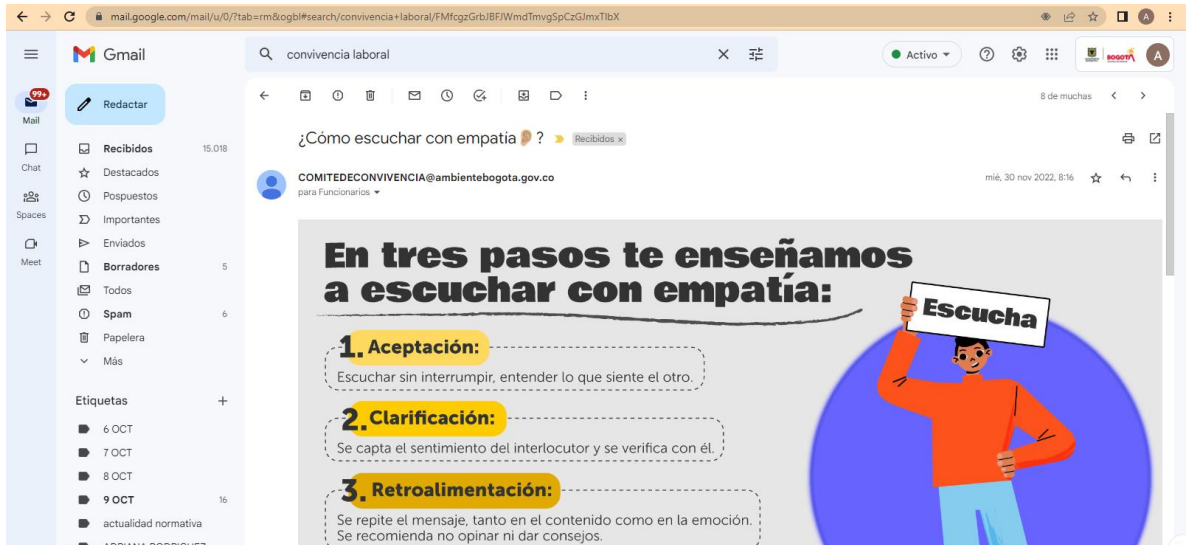 mail.google.com/mail/u/0/?tab=rm&ogbl#search/convivencia+laboral/FMfcgzGrbJBFJWmdTmvgSpCzGJmxTlbX
Gmail
convivencia laboral
Activo
BOGOTÁ
A
99+
Mail
Chat
Spaces
Meet
Redactar
Recibidos 15.018
Destacados
Pospuestos
Importantes
Enviados
Borradores 5
Todos
Spam 6
Papelera
Más
Etiquetas
6 OCT
7 OCT
8 OCT
9 OCT 16
actualidad normativa
ADRIANA RODRIGUEZ
8 de muchas
¿Cómo escuchar con empatía👂? Recibidos x
COMITEDECONVIVENCIA@ambientebogota.gov.co
mié, 30 nov 2022, 8:16
para Funcionarios
En tres pasos te enseñamos
a escuchar con empatía:
1. Aceptación:
Escuchar sin interrumpir, entender lo que siente el otro.
2. Clarificación:
Se capta el sentimiento del interlocutor y se verifica con él.
3. Retroalimentación:
Se repite el mensaje, tanto en el contenido como en la emoción.
Se recomienda no opinar ni dar consejos.
Escucha